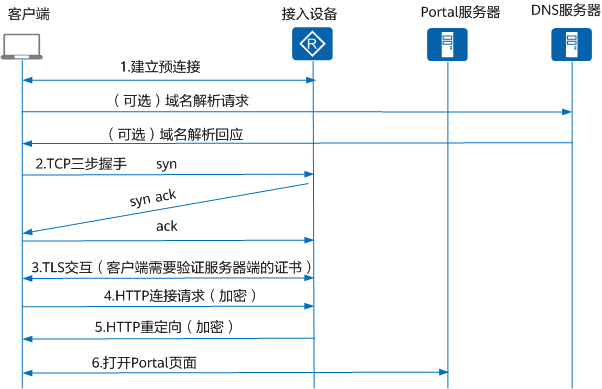 客户端
接入设备
Portal服务器
DNS服务器
R
1.建立预连接
（可选）域名解析请求
（可选）域名解析回应
2.TCP三步握手 syn
syn ack
ack
3.TLS交互（客户端需要验证服务器端的证书）
4.HTTP连接请求（加密）
5.HTTP重定向（加密）
6.打开Portal页面